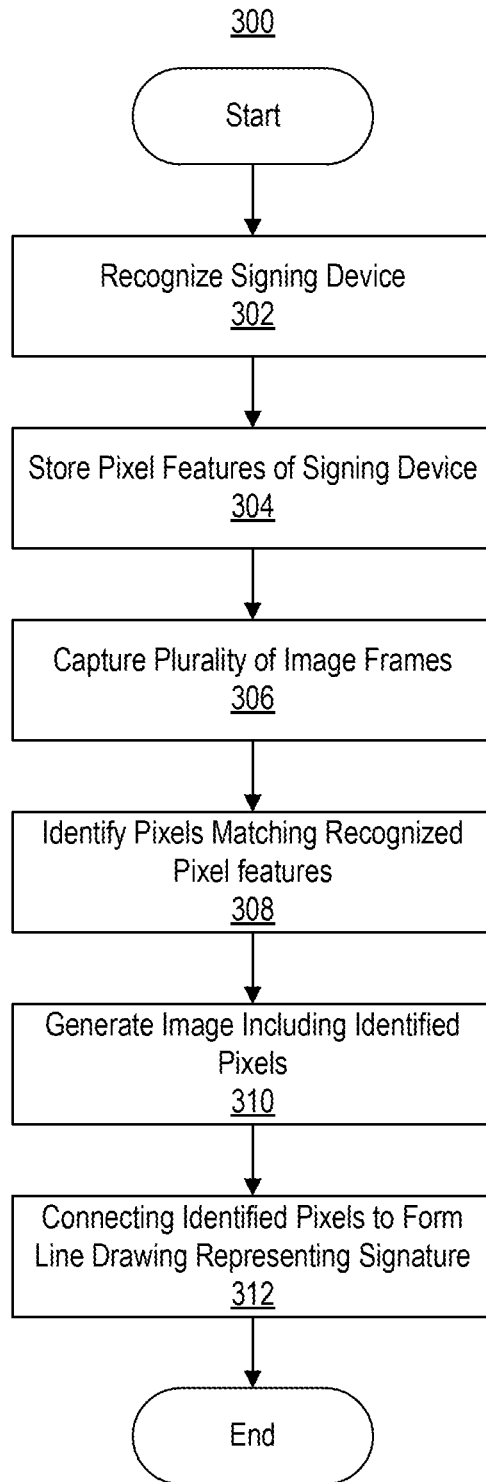 300
Start
Recognize Signing Device
302
Store Pixel Features of Signing Device
304
Capture Plurality of Image Frames
306
Identify Pixels Matching Recognized
Pixel features
308
Generate Image Including Identified
Pixels
310
Connecting Identified Pixels to Form
Line Drawing Representing Signature
312
End